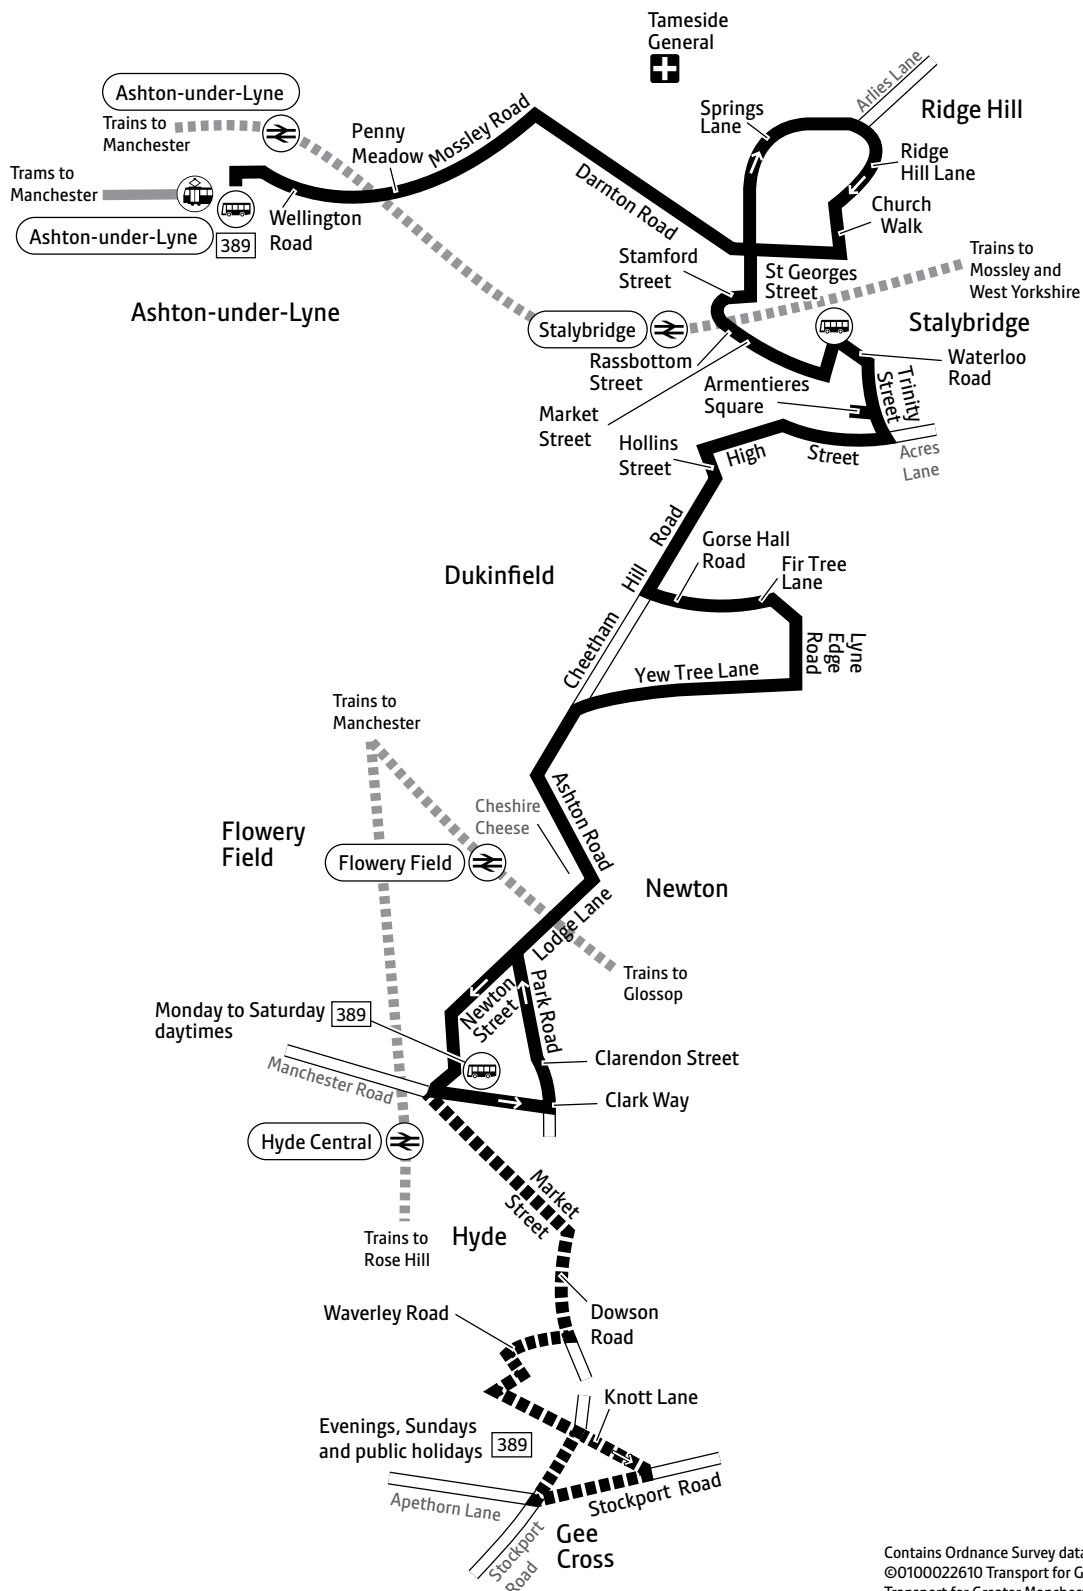 Tameside
General
Ashton-under-Lyne
Trains to
Manchester
Trams to
Manchester
Ashton-under-Lyne
389
Wellington
Road
Penny
Meadow
Mossley Road
Darnton Road
Springs
Lane
Arlies Lane
Ridge Hill
Ridge
Hill Lane
Church
Walk
Stamford
Street
St Georges
Street
Trains to
Mossley and
West Yorkshire
Ashton-under-Lyne
Stalybridge
Stalybridge
Rassbottom
Street
Waterloo
Road
Armentieres
Square
Trinity
Street
Market
Street
Hollins
Street
High Street
Acres
Lane
Cheetham Hill Road
Gorse Hall
Road
Fir Tree
Lane
Dukinfield
Lyne
Edge
Road
Yew Tree Lane
Trains to
Manchester
Ashton Road
Cheshire
Cheese
Flowery
Field
Flowery Field
Newton
Lodge Lane
Trains to
Glossop
Newton
Street
Park Road
Monday to Saturday
daytimes
389
Manchester Road
Clarendon Street
Clark Way
Hyde Central
Market
Street
Trains to
Rose Hill
Hyde
Waverley Road
Dowson
Road
Knott Lane
Evenings, Sundays
and public holidays
389
Apethorn Lane
Stockport Road
Stockport
Road
Gee
Cross
Contains Ordnance Survey data
©0100022610 Transport for G
Transport for Greater Manchester